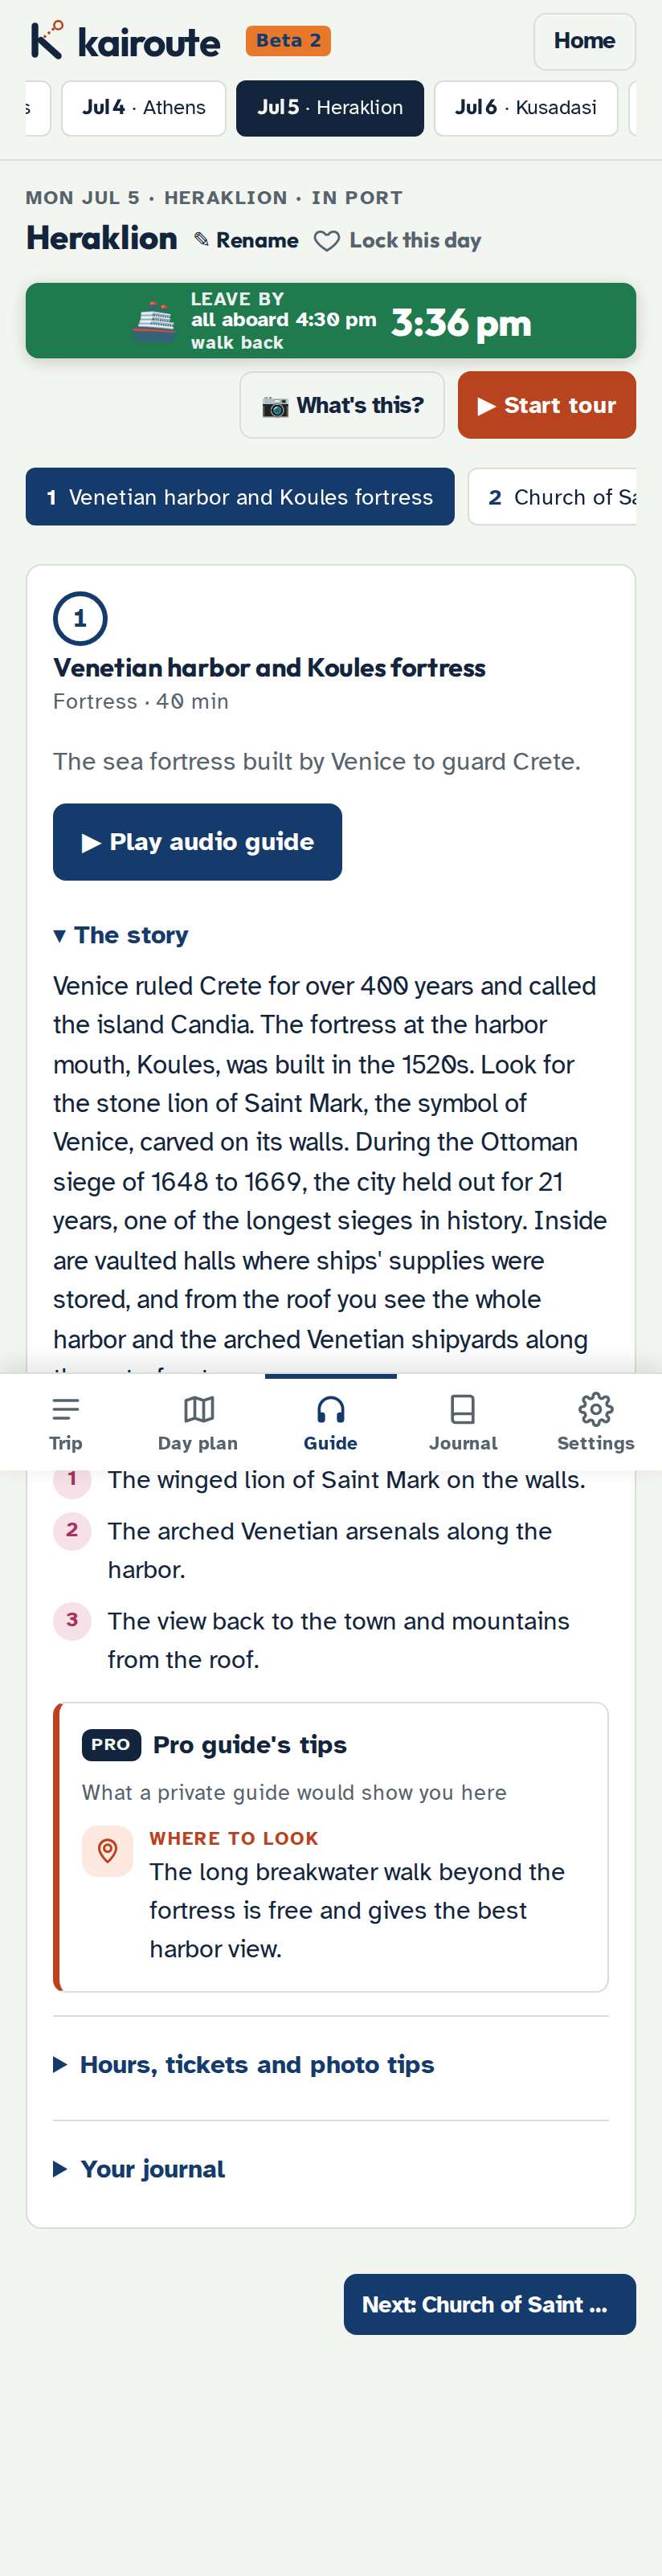 kairoute
Beta 2
Home
s
Jul 4 · Athens
Jul 5 · Heraklion
Jul 6 · Kusadasi
MON JUL 5 · HERAKLION · IN PORT
Heraklion
✎ Rename
Lock this day
LEAVE BY
all aboard 4:30 pm
walk back
3:36 pm
What's this?
▶ Start tour
1 Venetian harbor and Koules fortress
2 Church of Sa
1
Venetian harbor and Koules fortress
Fortress · 40 min
The sea fortress built by Venice to guard Crete.
▶ Play audio guide
▾ The story
Venice ruled Crete for over 400 years and called
the island Candia. The fortress at the harbor
mouth, Koules, was built in the 1520s. Look for
the stone lion of Saint Mark, the symbol of
Venice, carved on its walls. During the Ottoman
siege of 1648 to 1669, the city held out for 21
years, one of the longest sieges in history. Inside
are vaulted halls where ships' supplies were
stored, and from the roof you see the whole
harbor and the arched Venetian shipyards along
Trip
Day plan
Guide
Journal
Settings
1 The winged lion of Saint Mark on the walls.
2 The arched Venetian arsenals along the
harbor.
3 The view back to the town and mountains
from the roof.
PRO Pro guide's tips
What a private guide would show you here
WHERE TO LOOK
The long breakwater walk beyond the
fortress is free and gives the best
harbor view.
▶ Hours, tickets and photo tips
▶ Your journal
Next: Church of Saint ...